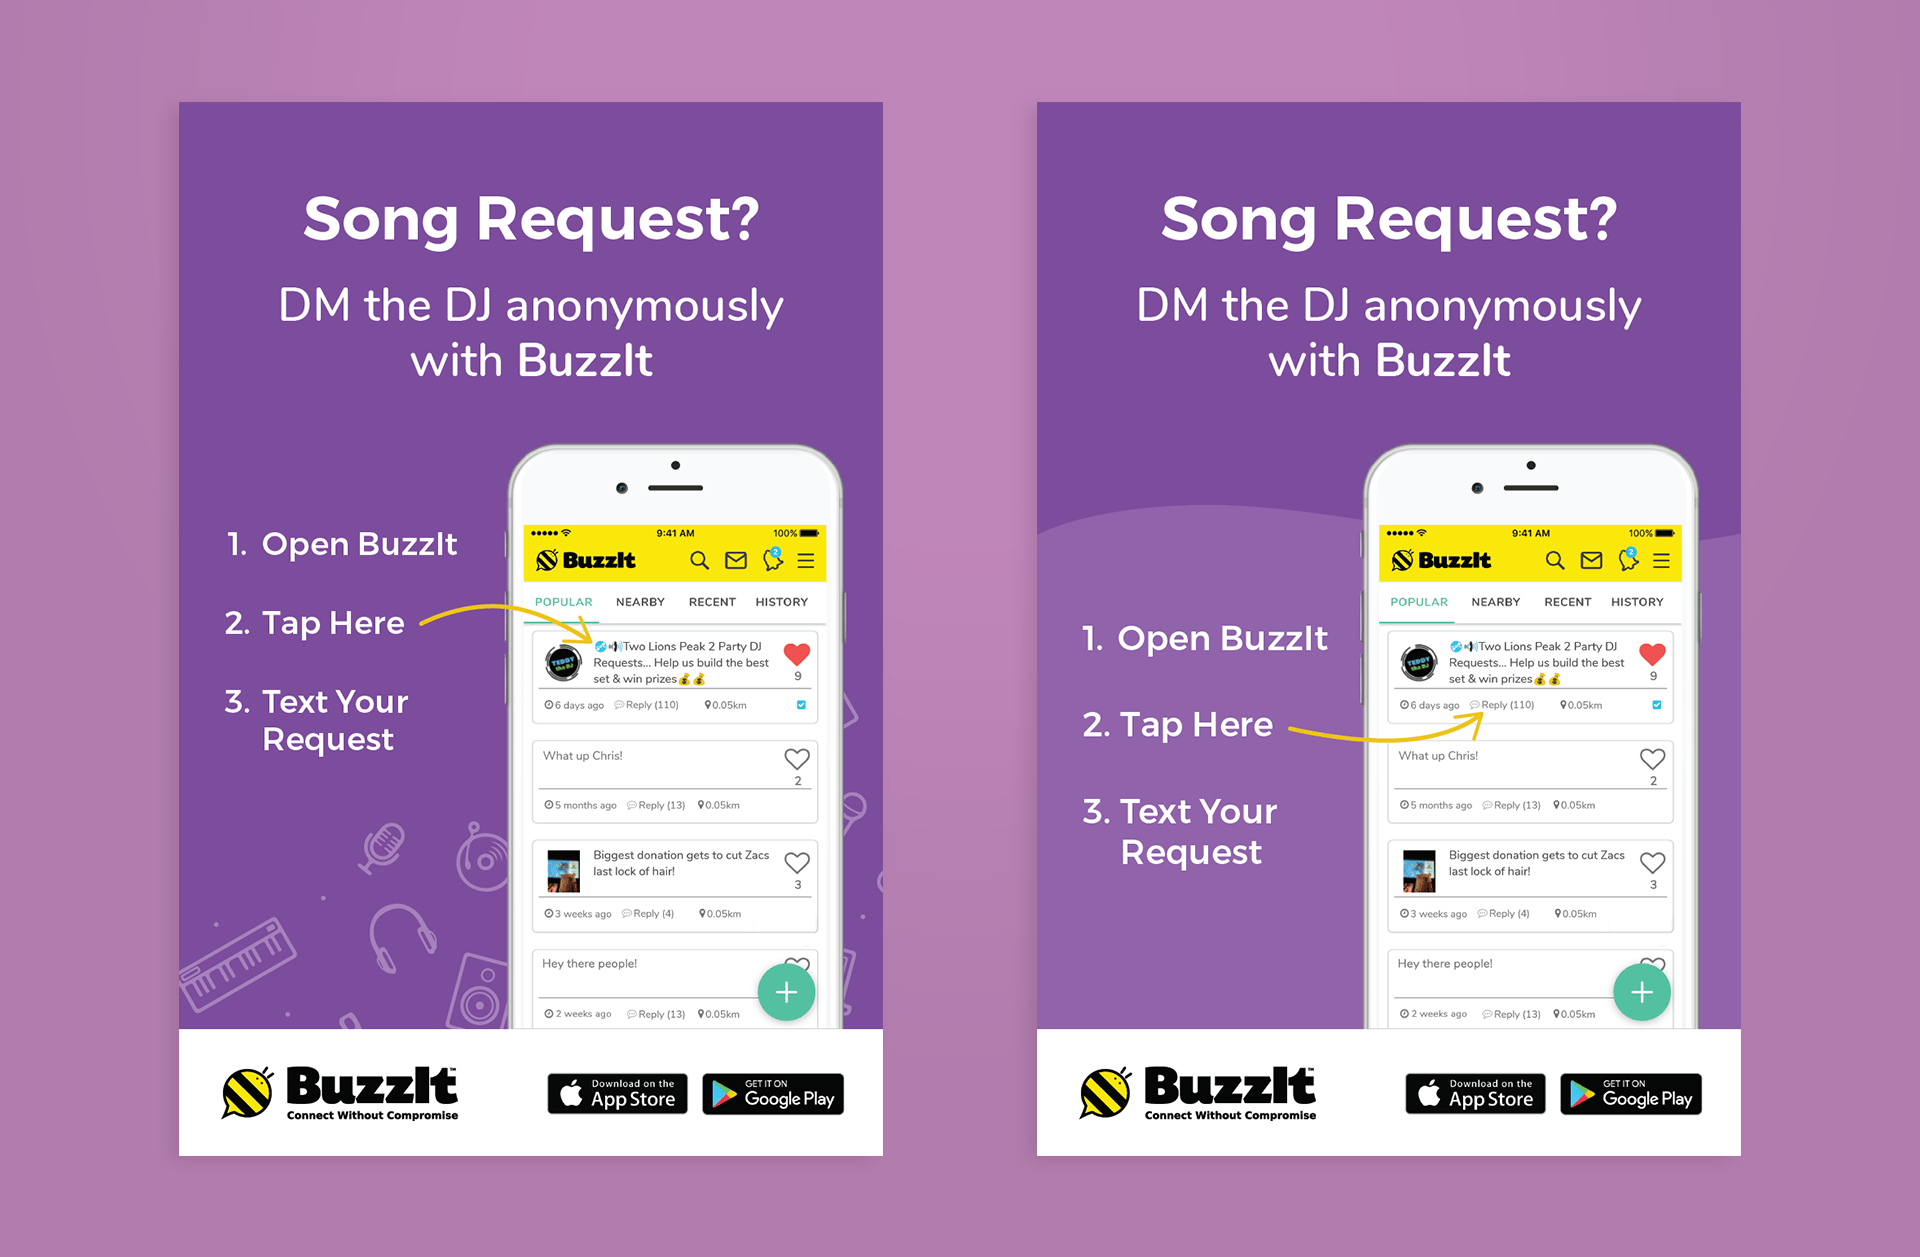 Song Request?
DM the DJ anonymously
with BuzzIt
1. Open BuzzIt
2. Tap Here
3. Text Your
Request
9:41 AM
100%
BuzzIt
2
POPULAR NEARBY RECENT HISTORY
TEDDY
the DJ
Two Lions Peak 2 Party DJ
Requests... Help us build the best
set & win prizes💰💰
9
6 days ago Reply (110) 0.05km
What up Chris!
2
5 months ago Reply (13) 0.05km
Biggest donation gets to cut Zacs
last lock of hair!
3
3 weeks ago Reply (4) 0.05km
Hey there people!
2 weeks ago Reply (13) 0.05km
BuzzIt™
Connect Without Compromise
Download on the
App Store
GET IT ON
Google Play
Song Request?
DM the DJ anonymously
with BuzzIt
1. Open BuzzIt
2. Tap Here
3. Text Your
Request
9:41 AM
100%
BuzzIt
2
POPULAR NEARBY RECENT HISTORY
TEDDY
the DJ
Two Lions Peak 2 Party DJ
Requests... Help us build the best
set & win prizes💰💰
9
6 days ago Reply (110) 0.05km
What up Chris!
2
5 months ago Reply (13) 0.05km
Biggest donation gets to cut Zacs
last lock of hair!
3
3 weeks ago Reply (4) 0.05km
Hey there people!
2 weeks ago Reply (13) 0.05km
BuzzIt™
Connect Without Compromise
Download on the
App Store
GET IT ON
Google Play